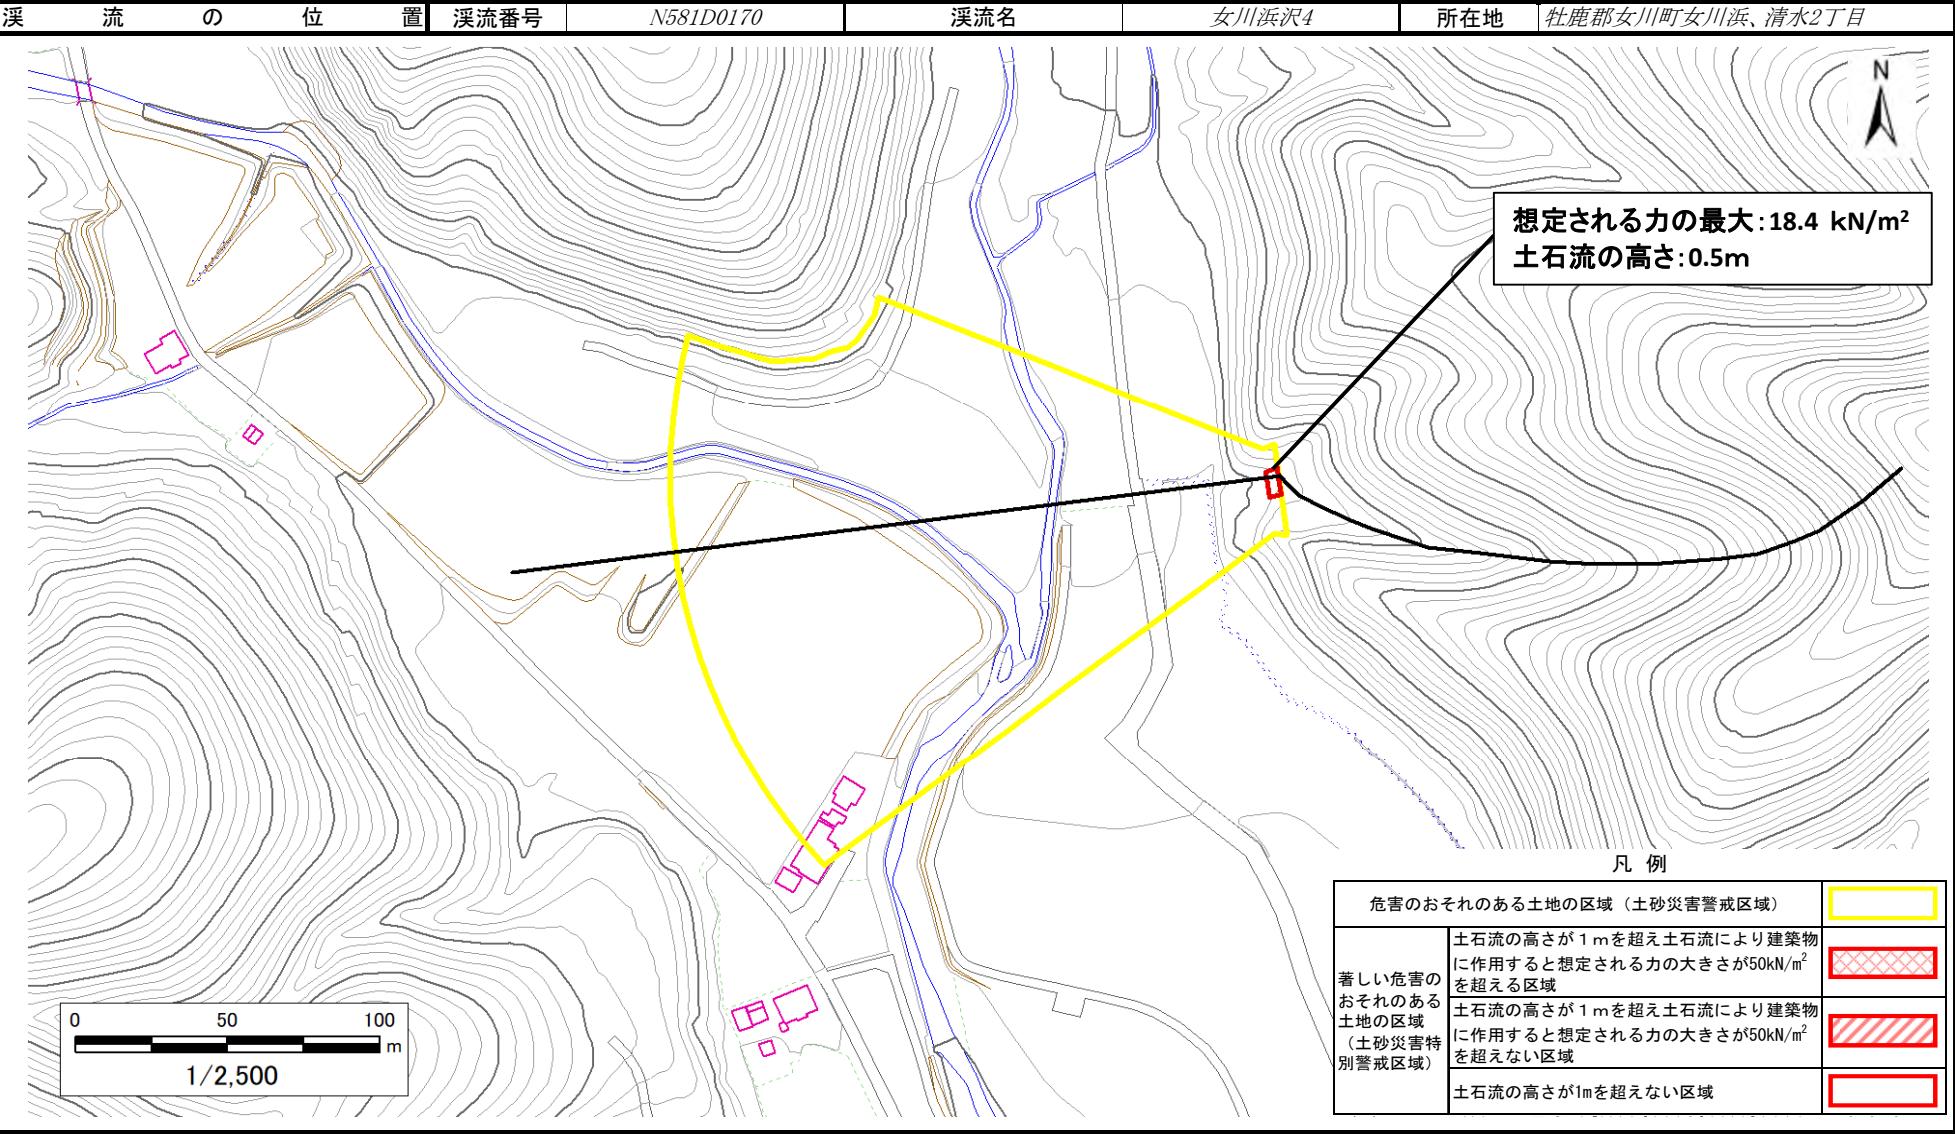 渓流の位置 渓流番号 N581D0170 渓流名 女川浜沢4 所在地 牡鹿郡女川町女川浜、清水2丁目
N
想定される力の最大:18.4 kN/m²
土石流の高さ:0.5m
凡 例
危害のおそれのある土地の区域（土砂災害警戒区域）
著しい危害の
おそれのある
土地の区域
（土砂災害特
別警戒区域）
土石流の高さが１ｍを超え土石流により建築物
に作用すると想定される力の大きさが50kN/m²
を超える区域
土石流の高さが１ｍを超え土石流により建築物
に作用すると想定される力の大きさが50kN/m²
を超えない区域
土石流の高さが1mを超えない区域
0 50 100
m
1/2,500